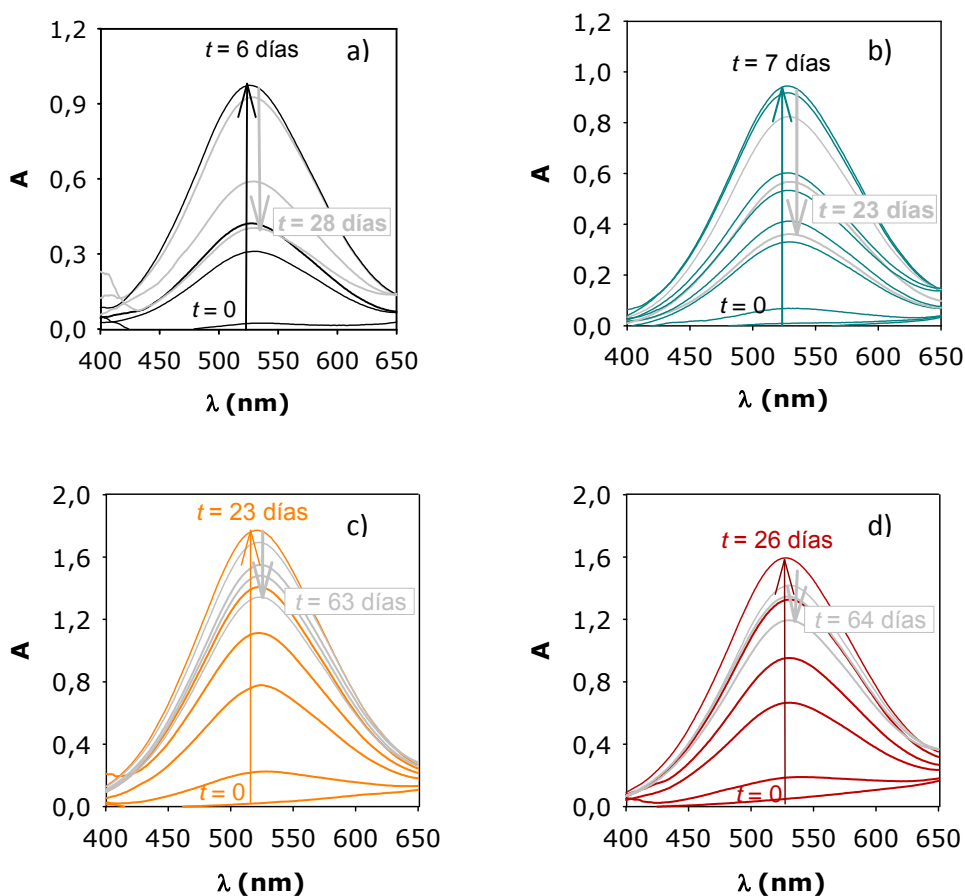 a)
t = 6 días
1,2
0,9
0,6
0,3
0,0
A
t = 28 días
t = 0
400 450 500 550 600 650
λ (nm)
b)
t = 7 días
1,2
1,0
0,8
0,6
0,4
0,2
0,0
A
t = 23 días
t = 0
400 450 500 550 600 650
λ (nm)
c)
t = 23 días
2,0
1,6
1,2
0,8
0,4
0,0
A
t = 63 días
t = 0
400 450 500 550 600 650
λ (nm)
d)
t = 26 días
2,0
1,6
1,2
0,8
0,4
0,0
A
t = 64 días
t = 0
400 450 500 550 600 650
λ (nm)